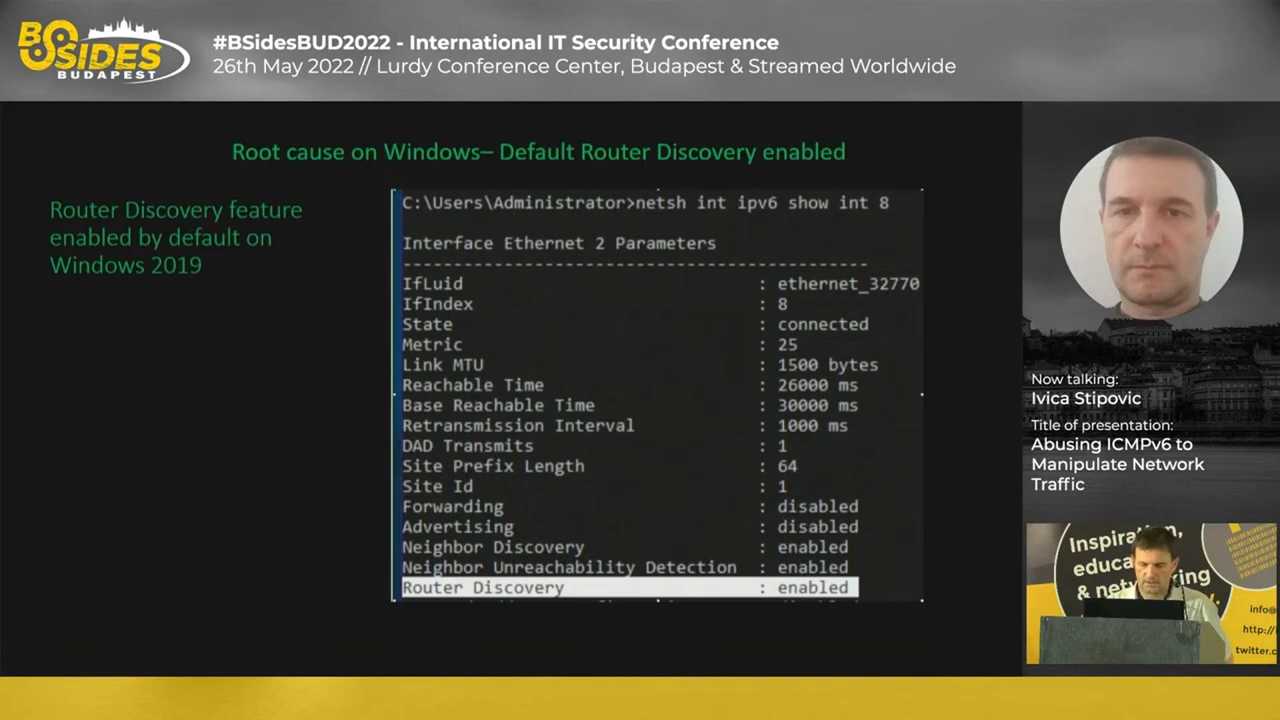 BSIDES
BUDAPEST
#BSidesBUD2022 - International IT Security Conference
26th May 2022 // Lurdy Conference Center, Budapest & Streamed Worldwide
Root cause on Windows– Default Router Discovery enabled
Router Discovery feature
enabled by default on
Windows 2019
C:\Users\Administrator>netsh int ipv6 show int 8
Interface Ethernet 2 Parameters
----------------------------------------------
IfLuid : ethernet_32770
IfIndex : 8
State : connected
Metric : 25
Link MTU : 1500 bytes
Reachable Time : 26000 ms
Base Reachable Time : 30000 ms
Retransmission Interval : 1000 ms
DAD Transmits : 1
Site Prefix Length : 64
Site Id : 1
Forwarding : disabled
Advertising : disabled
Neighbor Discovery : enabled
Neighbor Unreachability Detection : enabled
Router Discovery : enabled
Now talking:
Ivica Stipovic
Title of presentation:
Abusing ICMPv6 to
Manipulate Network
Traffic
Inspiration,
& net
info@
http://
twitter.c